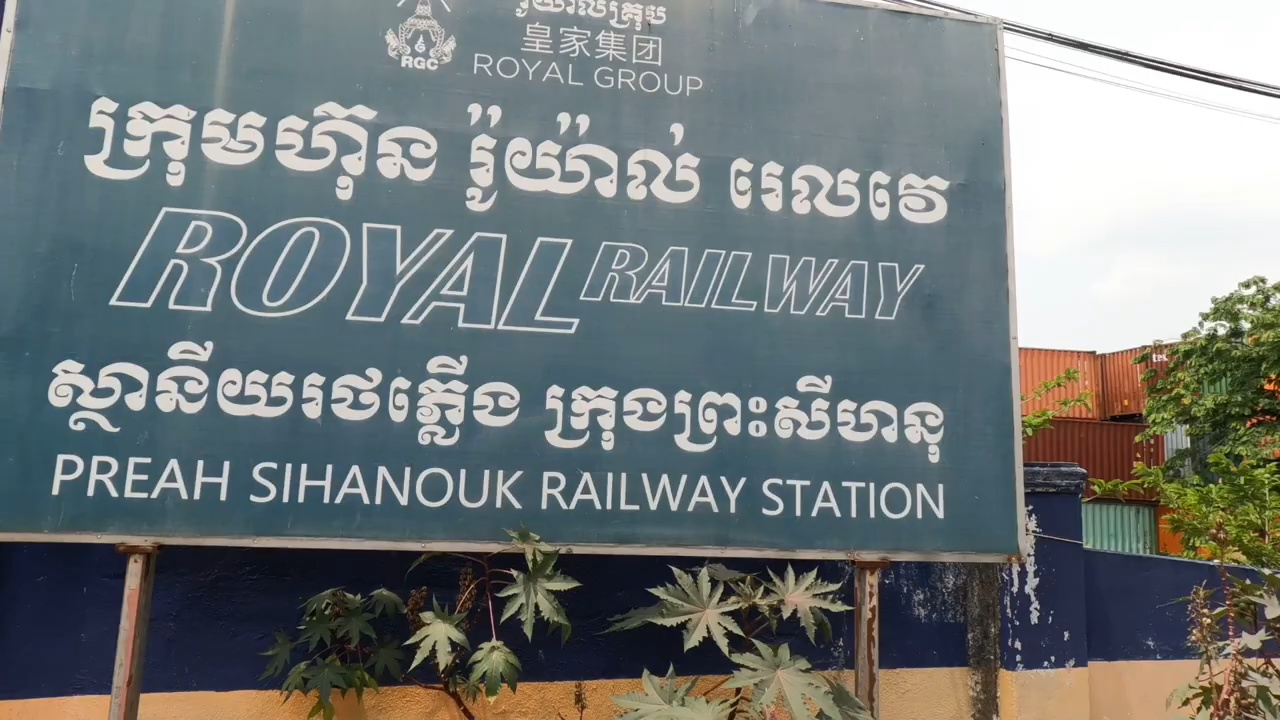 រ៉ូយ៉ាល់គ្រុប
皇家集团
RGC
ROYAL GROUP
ក្រុមហ៊ុន រ៉ូយ៉ាល់ រេលវេ
ROYAL RAILWAY
ស្ថានីយរថភ្លើង ក្រុងព្រះសីហនុ
PREAH SIHANOUK RAILWAY STATION